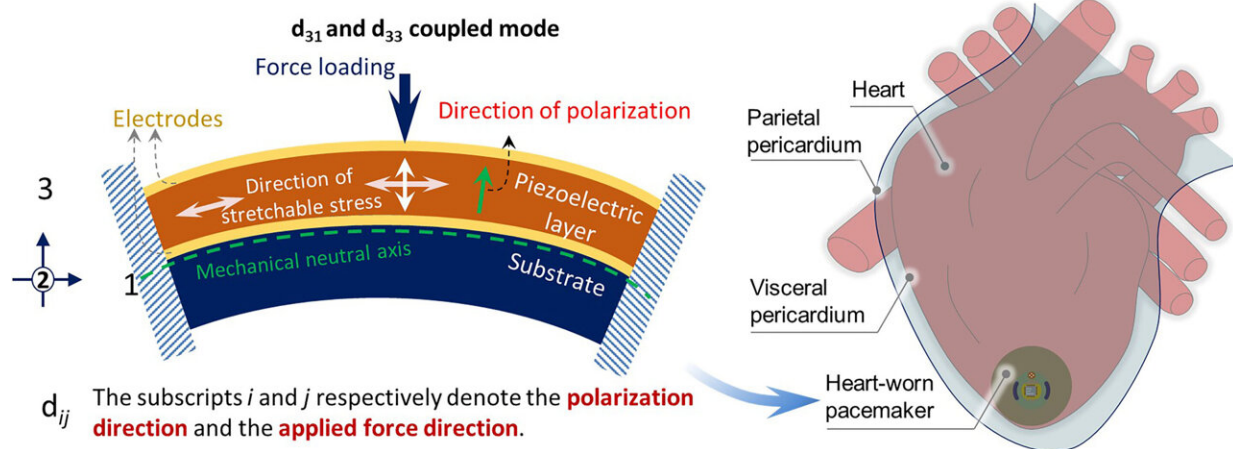 d31 and d33 coupled mode
Force loading
Electrodes
Direction of polarization
3
Direction of
stretchable stress
Piezoelectric
layer
2
1
Mechanical neutral axis
Substrate
dij The subscripts i and j respectively denote the polarization
direction and the applied force direction.
Heart
Parietal
pericardium
Visceral
pericardium
Heart-worn
pacemaker